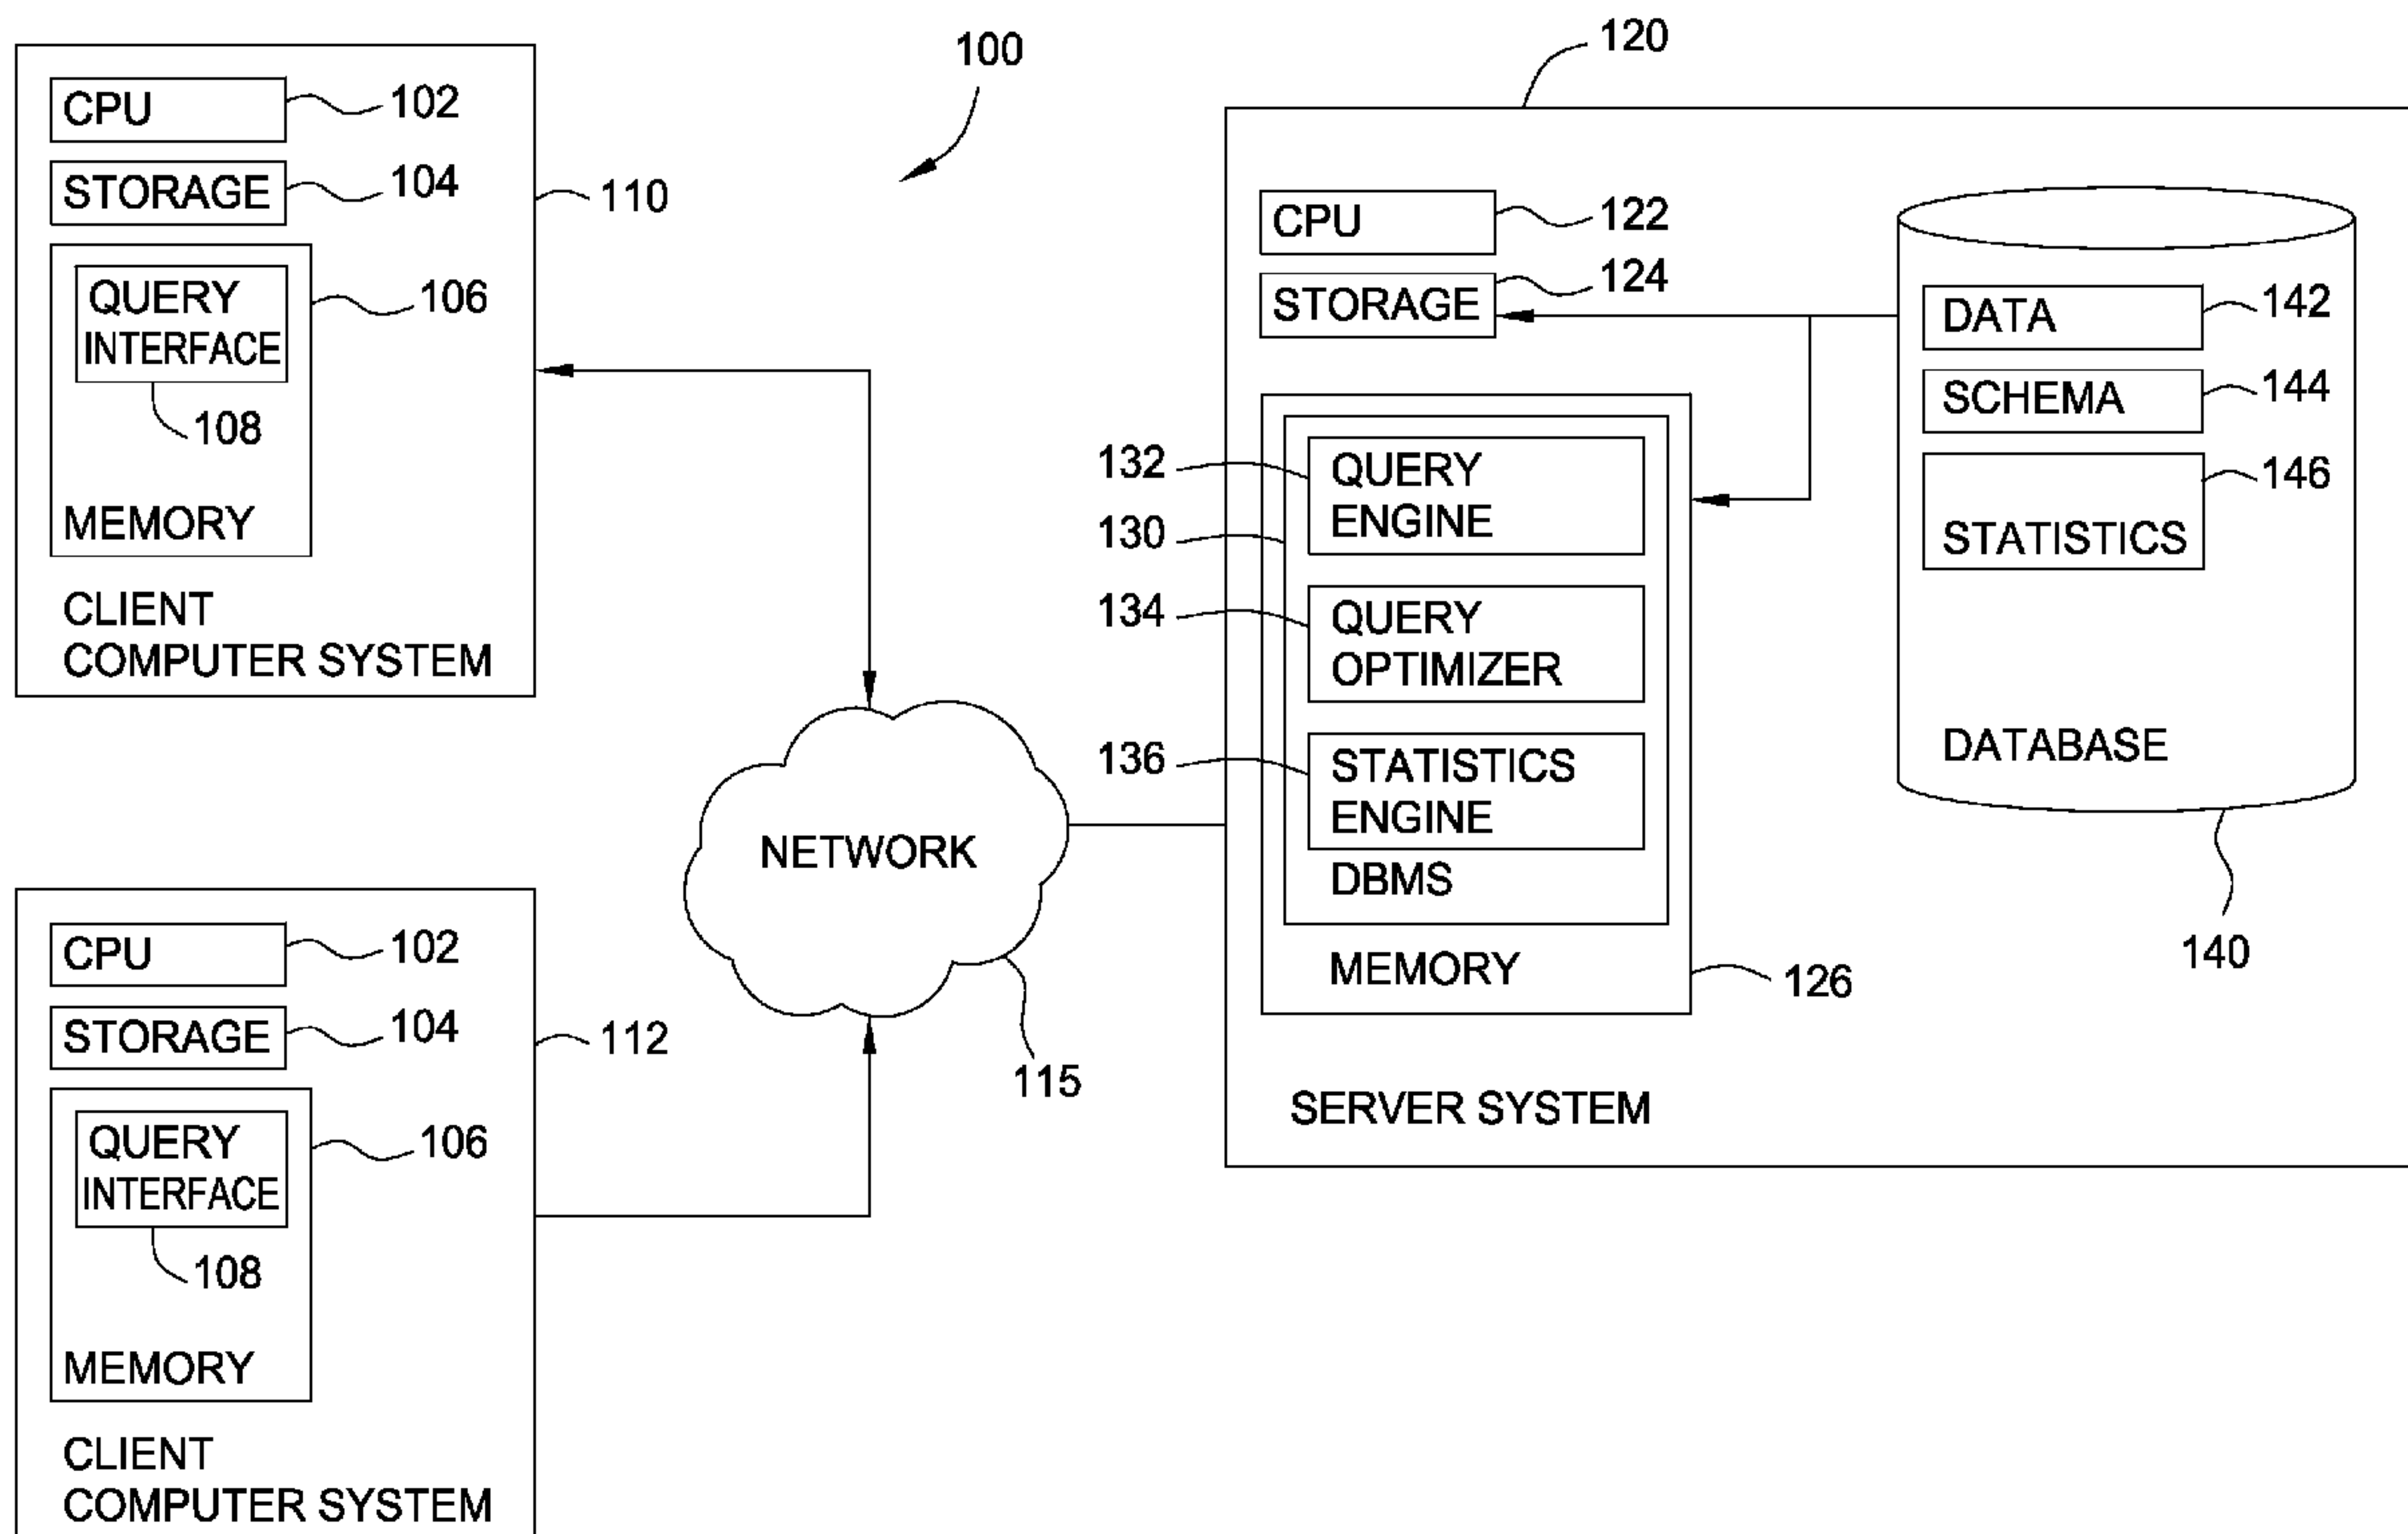 100
CPU
102
STORAGE
104
110
QUERY
INTERFACE
106
108
MEMORY
CLIENT
COMPUTER SYSTEM
CPU
102
STORAGE
104
112
QUERY
INTERFACE
106
108
MEMORY
CLIENT
COMPUTER SYSTEM
NETWORK
115
120
CPU
122
STORAGE
124
132
QUERY
ENGINE
130
134
QUERY
OPTIMIZER
136
STATISTICS
ENGINE
DBMS
MEMORY
126
SERVER SYSTEM
DATA
142
SCHEMA
144
146
STATISTICS
DATABASE
140